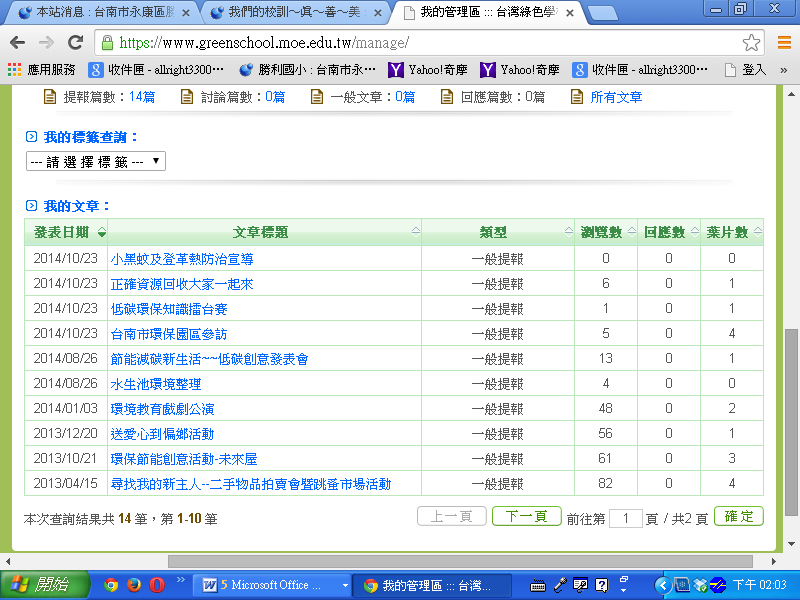 本站消息 : 台南市永康區勝
我們的校訓～真～善～美
我的管理區 ::: 台灣綠色學
https://www.greenschool.moe.edu.tw/manage/
應用服務 收件匣 - allright3300··· 勝利國小 : 台南市永··· Yahoo!奇摩 Yahoo!奇摩 收件匣 - allright3300··· 登入 »
提報篇數：14篇 討論篇數：0篇 一般文章：0篇 回應篇數：0篇 所有文章
我的標籤查詢：
--- 請 選 擇 標 籤 ---
我的文章：
發表日期 文章標題 類型 瀏覽數 回應數 葉片數
2014/10/23 小黑蚊及登革熱防治宣導 一般提報 0 0 0
2014/10/23 正確資源回收大家一起來 一般提報 6 0 1
2014/10/23 低碳環保知識擂台賽 一般提報 1 0 1
2014/10/23 台南市環保園區參訪 一般提報 5 0 4
2014/08/26 節能減碳新生活~~低碳創意發表會 一般提報 13 0 1
2014/08/26 水生池環境整理 一般提報 4 0 0
2014/01/03 環境教育戲劇公演 一般提報 48 0 2
2013/12/20 送愛心到偏鄉活動 一般提報 56 0 1
2013/10/21 環保節能創意活動-未來屋 一般提報 61 0 3
2013/04/15 尋找我的新主人--二手物品拍賣會暨跳蚤市場活動 一般提報 82 0 4
本次查詢結果共 14 筆，第 1-10 筆 上一頁 下一頁 前往第 1 頁 / 共2 頁 確 定
開始 » 5 Microsoft Office ... 我的管理區 ::: 台灣... 下午 02:03